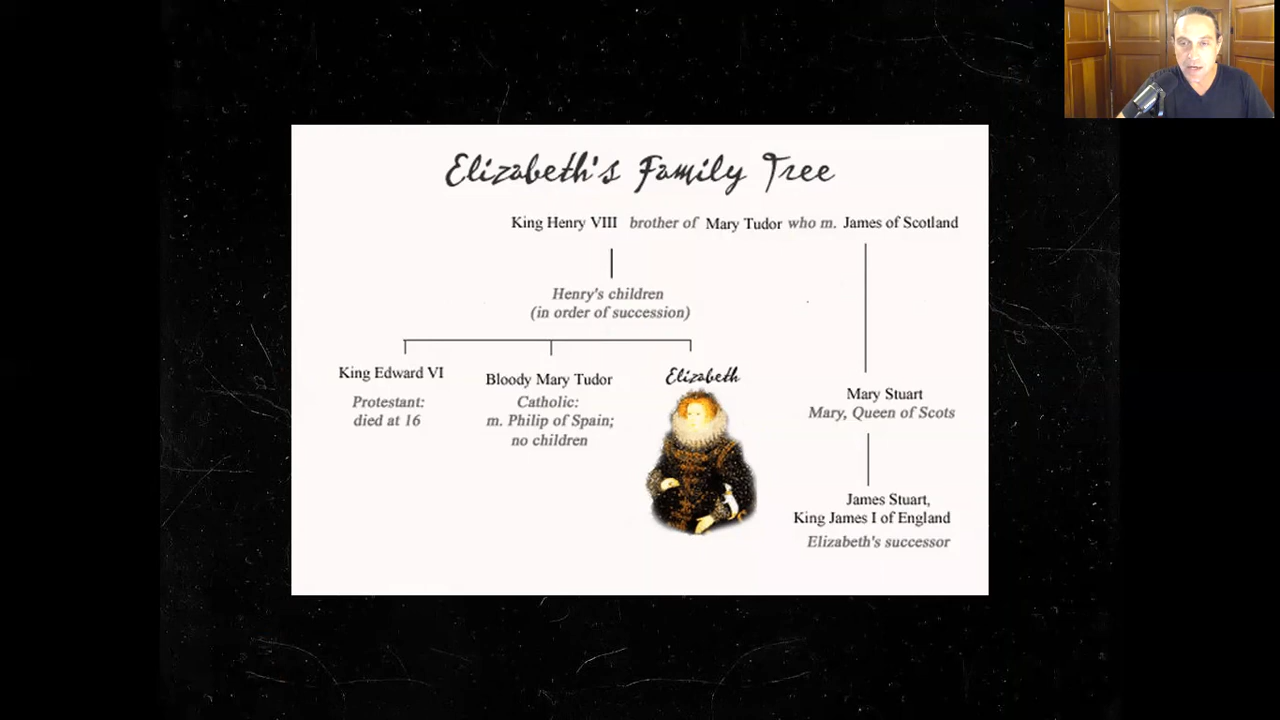 Elizabeth's Family Tree
King Henry VIII brother of Mary Tudor who m. James of Scotland
Henry's children
(in order of succession)
King Edward VI
Protestant:
died at 16
Bloody Mary Tudor
Catholic:
m. Philip of Spain;
no children
Elizabeth
Mary Stuart
Mary, Queen of Scots
James Stuart,
King James I of England
Elizabeth's successor